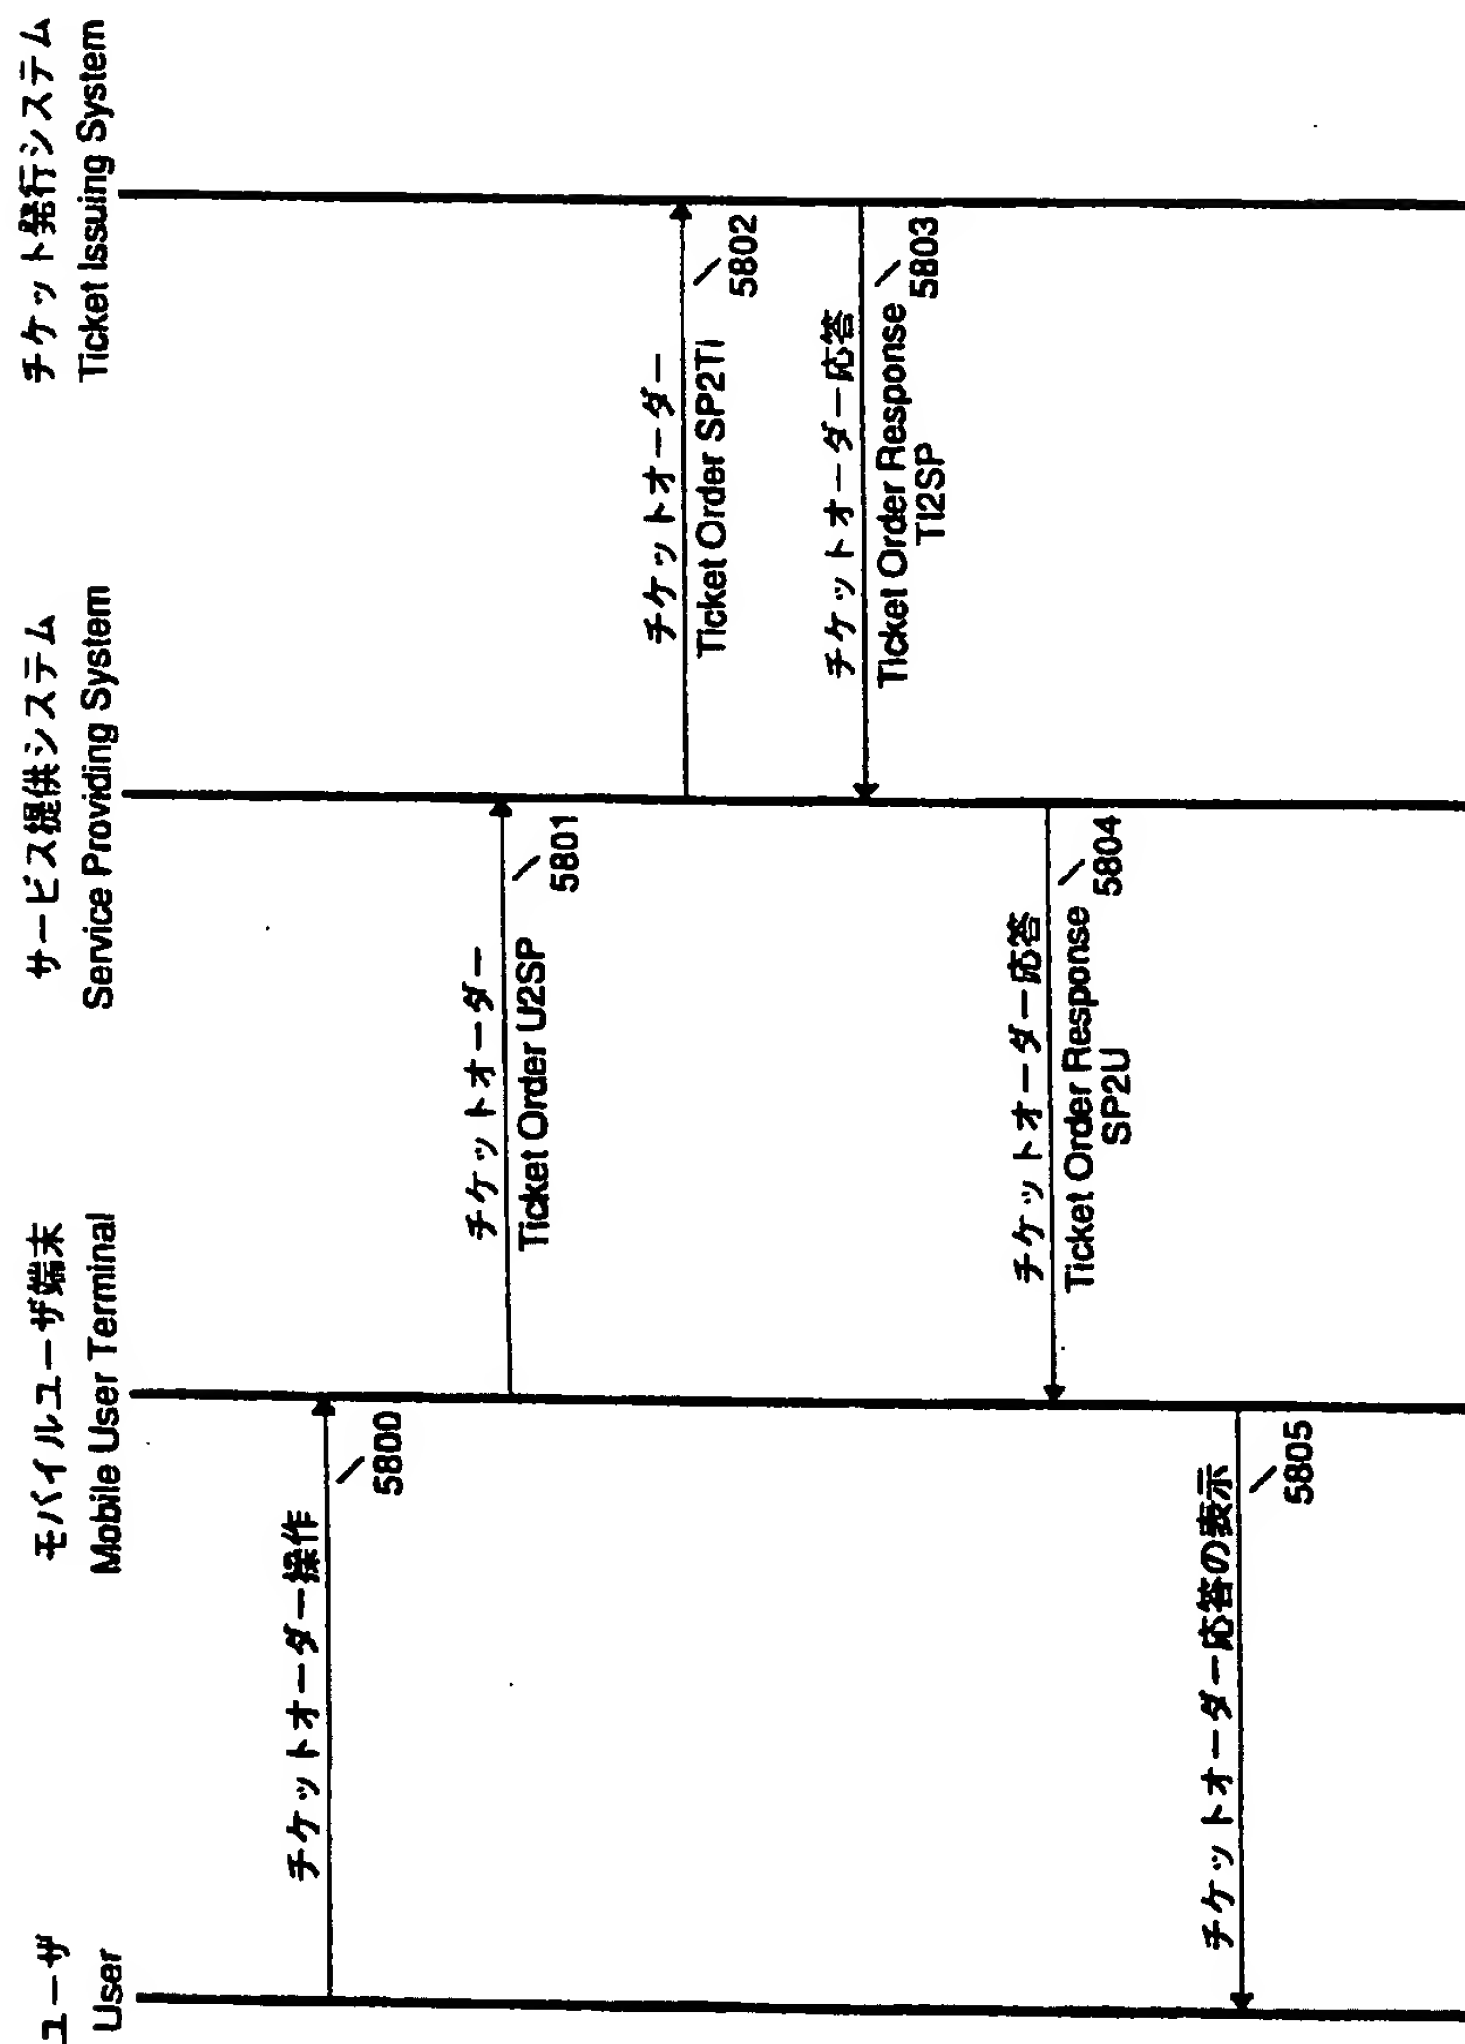 ユーザ
User
モバイルユーザ端末
Mobile User Terminal
サービス提供システム
Service Providing System
チケット発行システム
Ticket Issuing System
チケットオーダー操作
5800
チケットオーダー
Ticket Order U2SP
5801
チケットオーダー
Ticket Order SP2TI
5802
チケットオーダー応答
Ticket Order Response
TI2SP
5803
チケットオーダー応答
Ticket Order Response
SP2U
5804
チケットオーダー応答の表示
5805